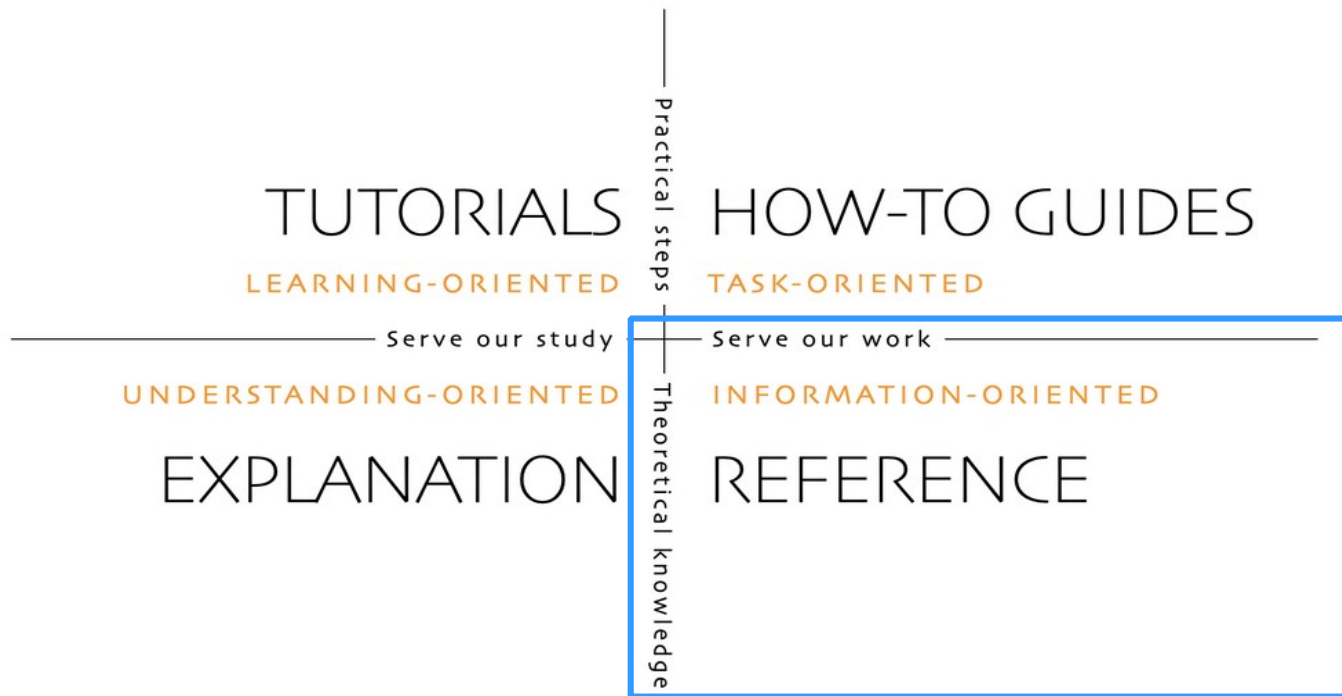 Practical steps
TUTORIALS
HOW-TO GUIDES
LEARNING-ORIENTED
TASK-ORIENTED
Serve our study
Serve our work
UNDERSTANDING-ORIENTED
INFORMATION-ORIENTED
EXPLANATION
REFERENCE
Theoretical knowledge